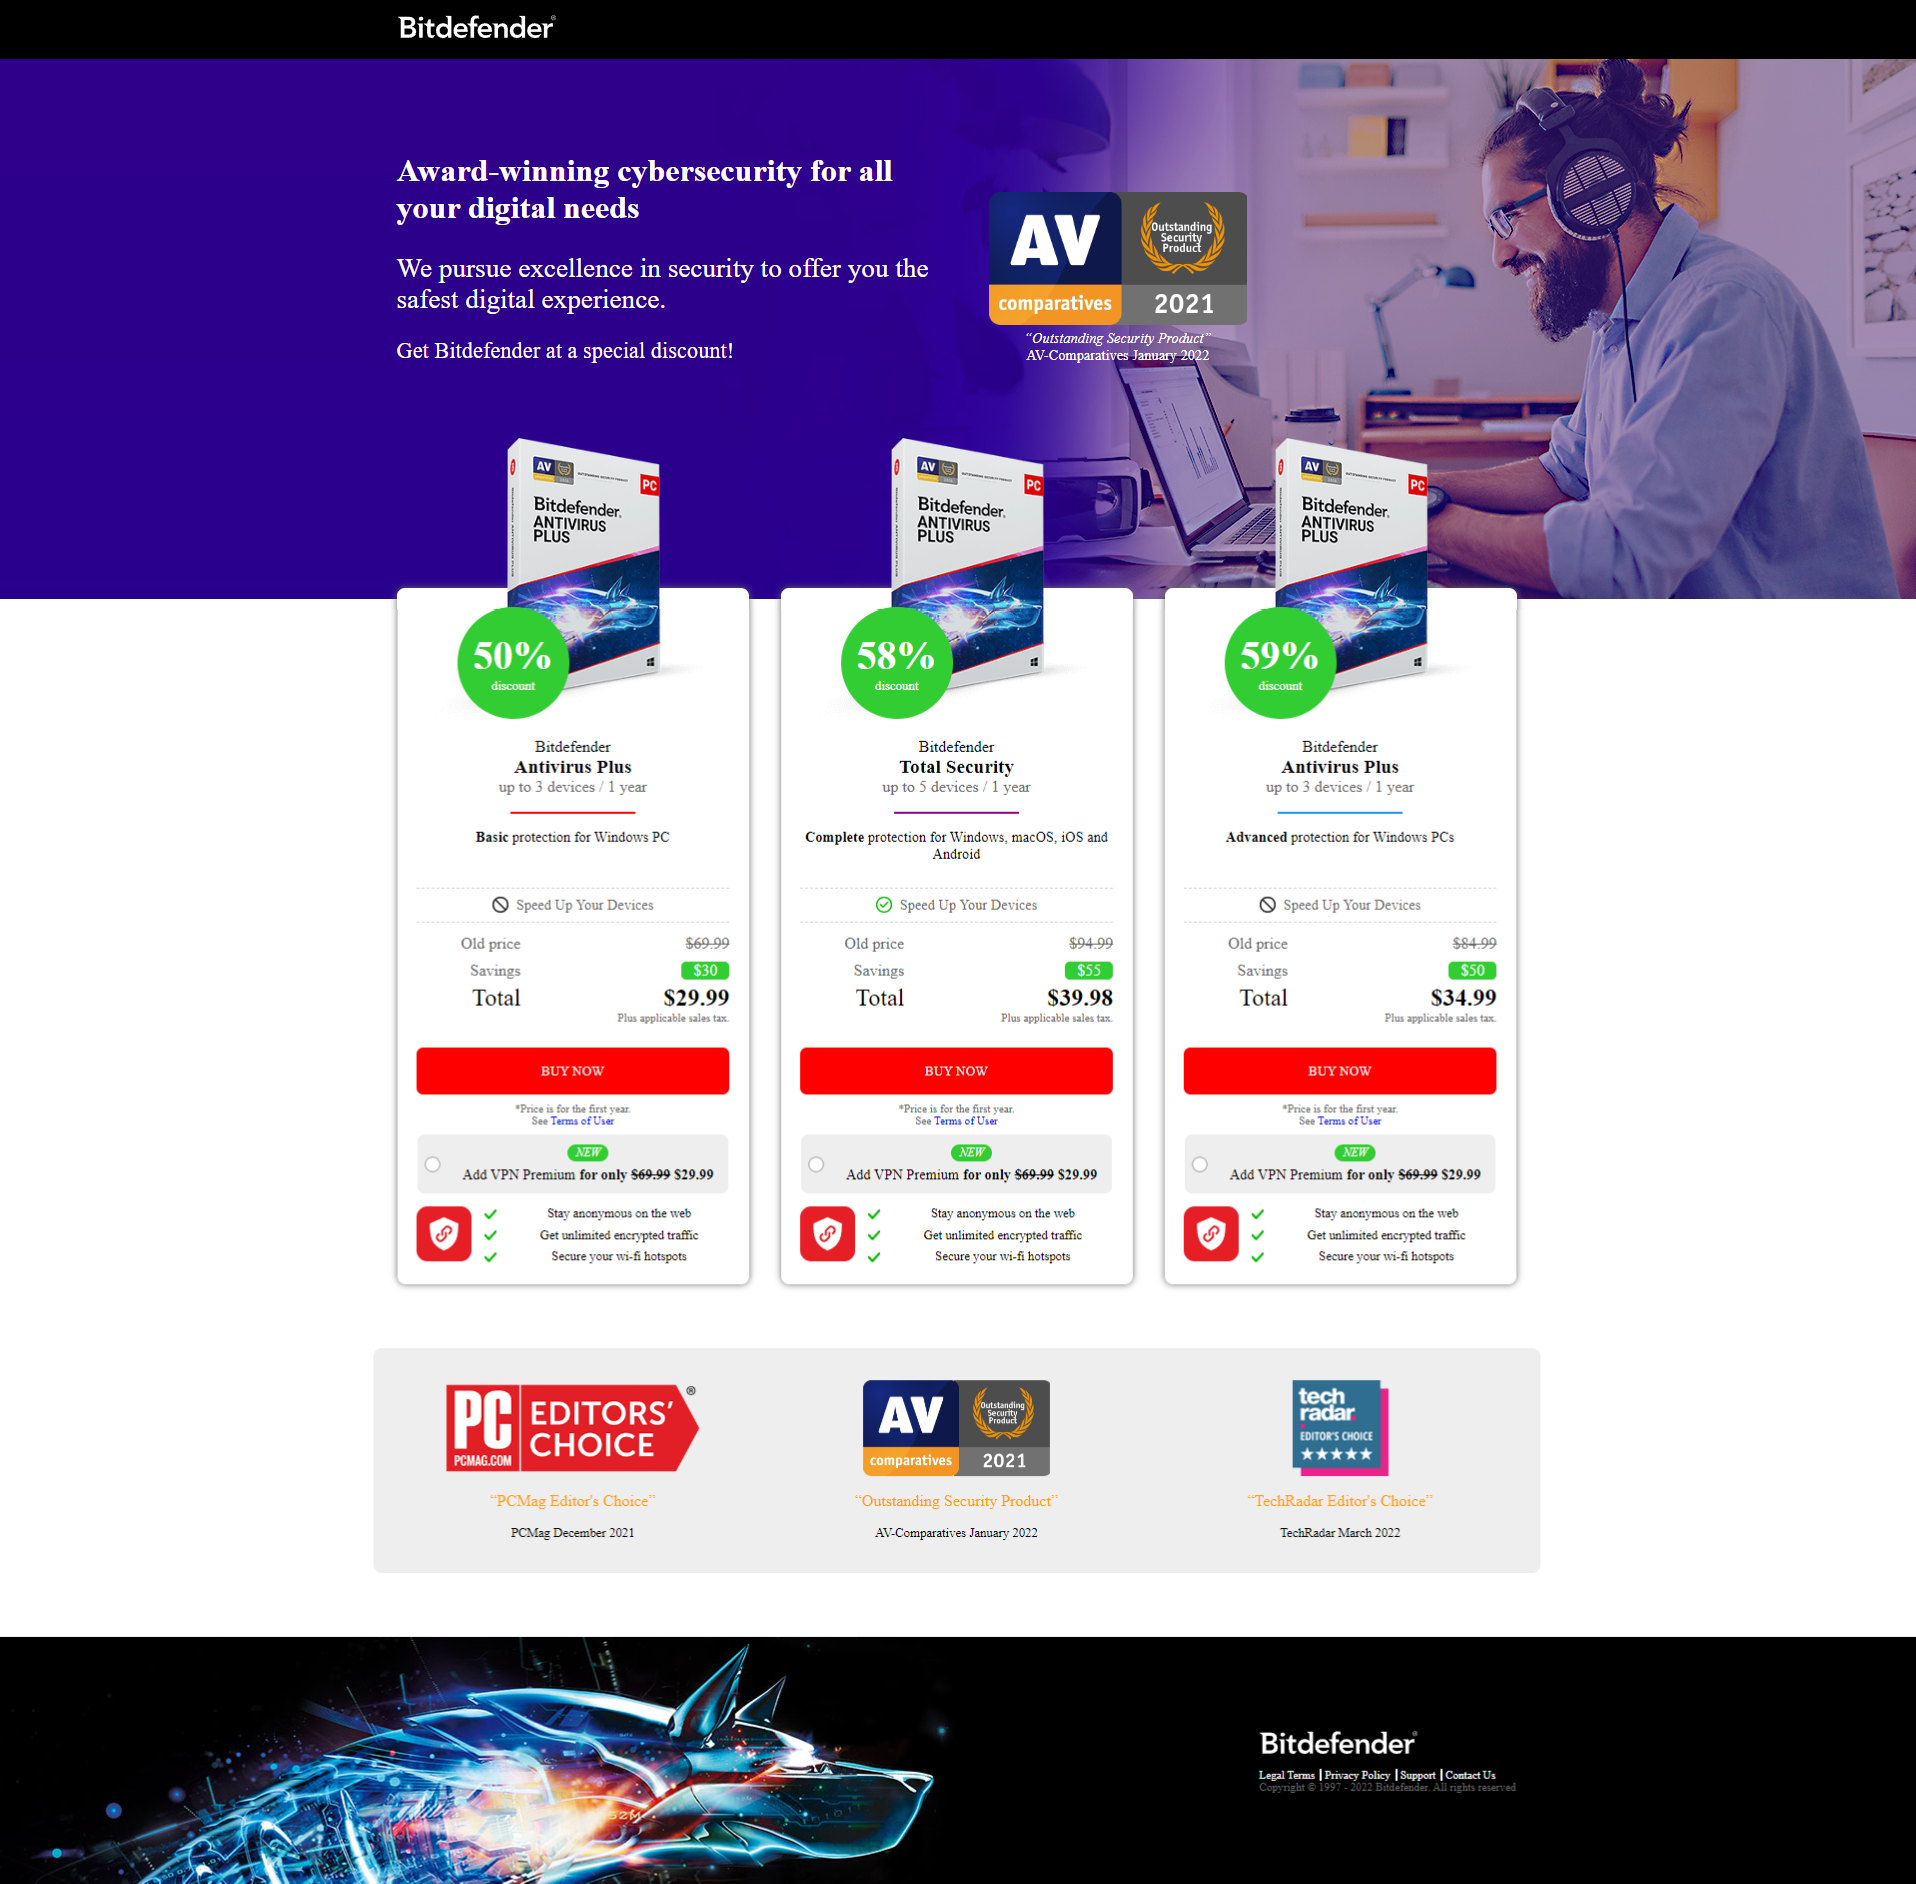 Bitdefender®
Award-winning cybersecurity for all
your digital needs
We pursue excellence in security to offer you the
safest digital experience.
Get Bitdefender at a special discount!
AV
comparatives
Outstanding
Security
Product
2021
“Outstanding Security Product”
AV-Comparatives January 2022
AV
PC
Bitdefender
ANTIVIRUS
PLUS
50%
discount
Bitdefender
Antivirus Plus
up to 3 devices / 1 year
Basic protection for Windows PC
Speed Up Your Devices
Old price $69.99
Savings $30
Total $29.99
Plus applicable sales tax.
BUY NOW
*Price is for the first year.
See Terms of User
NEW
Add VPN Premium for only $69.99 $29.99
Stay anonymous on the web
Get unlimited encrypted traffic
Secure your wi-fi hotspots
AV
PC
Bitdefender
ANTIVIRUS
PLUS
58%
discount
Bitdefender
Total Security
up to 5 devices / 1 year
Complete protection for Windows, macOS, iOS and
Android
Speed Up Your Devices
Old price $94.99
Savings $55
Total $39.98
Plus applicable sales tax.
BUY NOW
*Price is for the first year.
See Terms of User
NEW
Add VPN Premium for only $69.99 $29.99
Stay anonymous on the web
Get unlimited encrypted traffic
Secure your wi-fi hotspots
AV
PC
Bitdefender
ANTIVIRUS
PLUS
59%
discount
Bitdefender
Antivirus Plus
up to 3 devices / 1 year
Advanced protection for Windows PCs
Speed Up Your Devices
Old price $84.99
Savings $50
Total $34.99
Plus applicable sales tax.
BUY NOW
*Price is for the first year.
See Terms of User
NEW
Add VPN Premium for only $69.99 $29.99
Stay anonymous on the web
Get unlimited encrypted traffic
Secure your wi-fi hotspots
PC
PCMAG.COM
EDITORS’
CHOICE
®
“PCMag Editor's Choice”
PCMag December 2021
AV
comparatives
Outstanding
Security
Product
2021
“Outstanding Security Product”
AV-Comparatives January 2022
tech
radar
EDITOR'S CHOICE
“TechRadar Editor's Choice”
TechRadar March 2022
52M
Bitdefender®
Legal Terms | Privacy Policy | Support | Contact Us
Copyright © 1997 - 2022 Bitdefender. All rights reserved